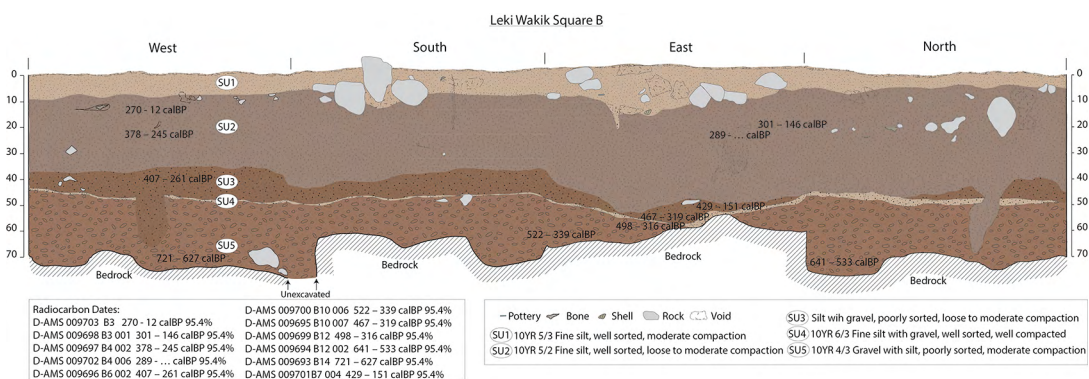 Leki Wakik Square B
West South East North
0
10
20
30
40
50
60
70
0
10
20
30
40
50
60
70
SU1
270 - 12 calBP
SU2
378 – 245 calBP
301 – 146 calBP
289 - ... calBP
407 – 261 calBP
SU3
SU4
429 – 151 calBP
467 – 319 calBP
498 – 316 calBP
522 – 339 calBP
SU5
721 – 627 calBP
641 – 533 calBP
Bedrock
Bedrock
Bedrock
Bedrock
Unexcavated
Radiocarbon Dates:
D-AMS 009703 B3 270 - 12 calBP 95.4%
D-AMS 009698 B3 001 301 – 146 calBP 95.4%
D-AMS 009697 B4 002 378 – 245 calBP 95.4%
D-AMS 009702 B4 006 289 - ... calBP 95.4%
D-AMS 009696 B6 002 407 – 261 calBP 95.4%
D-AMS 009700 B10 006 522 – 339 calBP 95.4%
D-AMS 009695 B10 007 467 – 319 calBP 95.4%
D-AMS 009699 B12 498 – 316 calBP 95.4%
D-AMS 009694 B12 002 641 – 533 calBP 95.4%
D-AMS 009693 B14 721 – 627 calBP 95.4%
D-AMS 009701B7 004 429 – 151 calBP 95.4%
Pottery Bone Shell Rock Void
SU1 10YR 5/3 Fine silt, well sorted, moderate compaction
SU2 10YR 5/2 Fine silt, well sorted, loose to moderate compaction
SU3 Silt wih gravel, poorly sorted, loose to moderate compaction
SU4 10YR 6/3 Fine silt with gravel, well sorted, well compacted
SU5 10YR 4/3 Gravel with silt, poorly sorted, moderate compaction